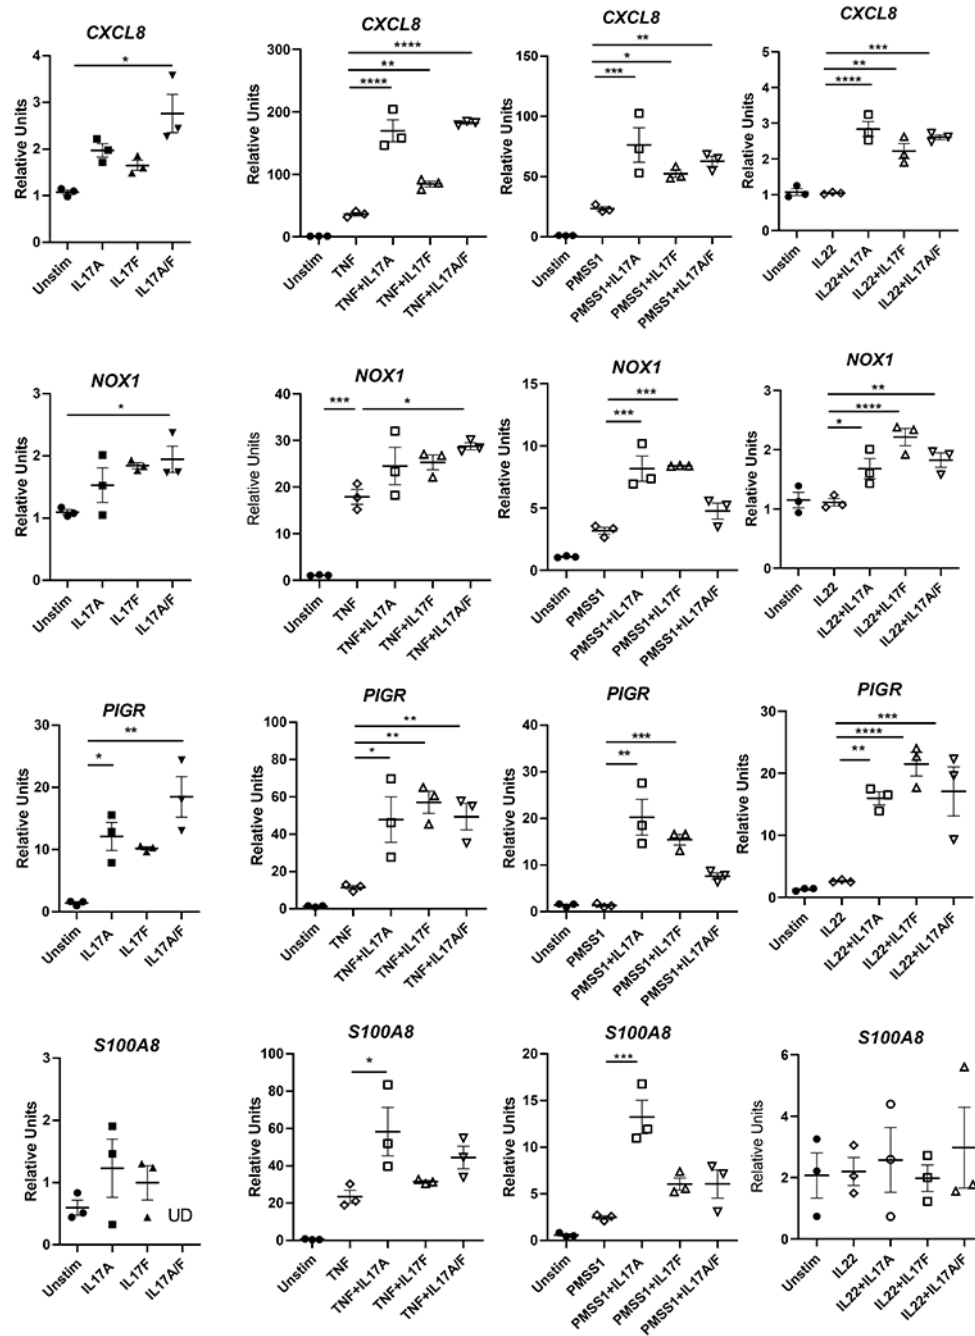 CXCL8
Relative Units
4
3
2
1
0
*
Unstim
IL17A
IL17F
IL17A/F
CXCL8
Relative Units
300
200
100
0
****
**
****
Unstim
TNF
TNF+IL17A
TNF+IL17F
TNF+IL17A/F
CXCL8
Relative Units
150
100
50
0
**
*
***
Unstim
PMSS1
PMSS1+IL17A
PMSS1+IL17F
PMSS1+IL17A/F
CXCL8
Relative Units
5
4
3
2
1
0
***
**
****
Unstim
IL22
IL22+IL17A
IL22+IL17F
IL22+IL17A/F
NOX1
Relative Units
3
2
1
0
*
Unstim
IL17A
IL17F
IL17A/F
NOX1
Relative Units
40
30
20
10
0
***
*
Unstim
TNF
TNF+IL17A
TNF+IL17F
TNF+IL17A/F
NOX1
Relative Units
15
10
5
0
***
***
Unstim
PMSS1
PMSS1+IL17A
PMSS1+IL17F
PMSS1+IL17A/F
NOX1
Relative Units
3
2
1
0
**
****
*
Unstim
IL22
IL22+IL17A
IL22+IL17F
IL22+IL17A/F
PIGR
Relative Units
30
20
10
0
**
*
Unstim
IL17A
IL17F
IL17A/F
PIGR
Relative Units
100
80
60
40
20
0
**
**
*
Unstim
TNF
TNF+IL17A
TNF+IL17F
TNF+IL17A/F
PIGR
Relative Units
40
30
20
10
0
***
**
Unstim
PMSS1
PMSS1+IL17A
PMSS1+IL17F
PMSS1+IL17A/F
PIGR
Relative Units
30
20
10
0
***
****
**
Unstim
IL22
IL22+IL17A
IL22+IL17F
IL22+IL17A/F
S100A8
Relative Units
3
2
1
0
UD
Unstim
IL17A
IL17F
IL17A/F
S100A8
Relative Units
100
80
60
40
20
0
*
Unstim
TNF
TNF+IL17A
TNF+IL17F
TNF+IL17A/F
S100A8
Relative Units
20
15
10
5
0
***
Unstim
PMSS1
PMSS1+IL17A
PMSS1+IL17F
PMSS1+IL17A/F
S100A8
Relative Units
6
4
2
0
Unstim
IL22
IL22+IL17A
IL22+IL17F
IL22+IL17A/F